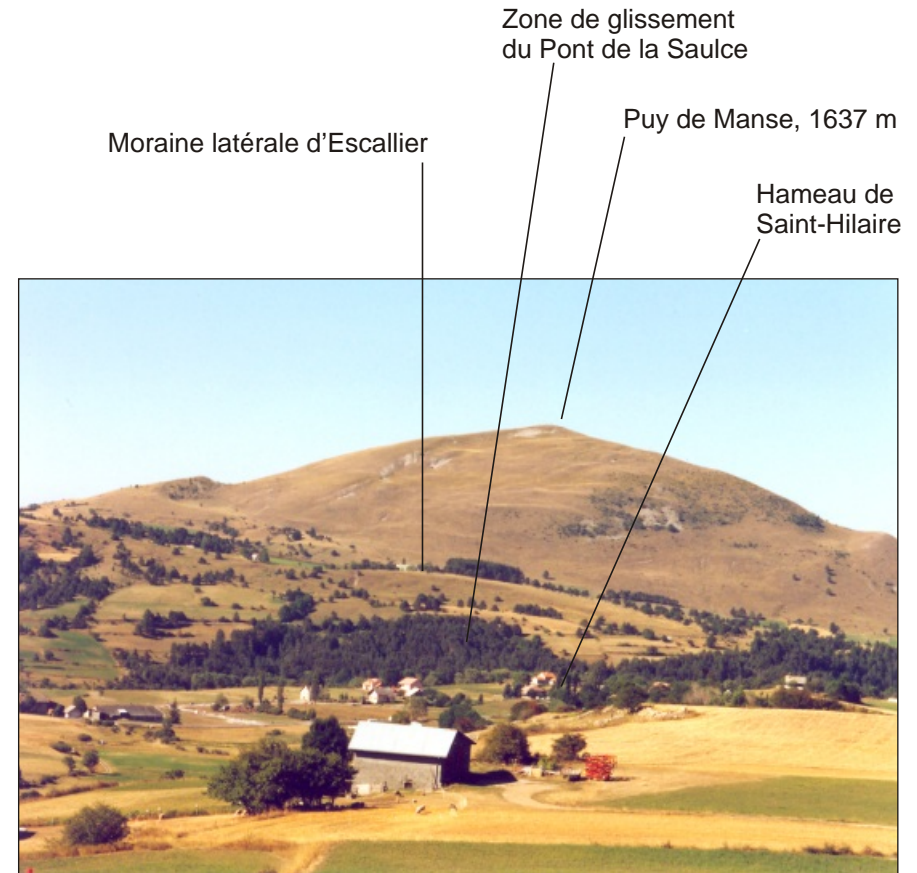 Zone de glissement
du Pont de la Saulce
Puy de Manse, 1637 m
Moraine latérale d’Escallier
Hameau de
Saint-Hilaire